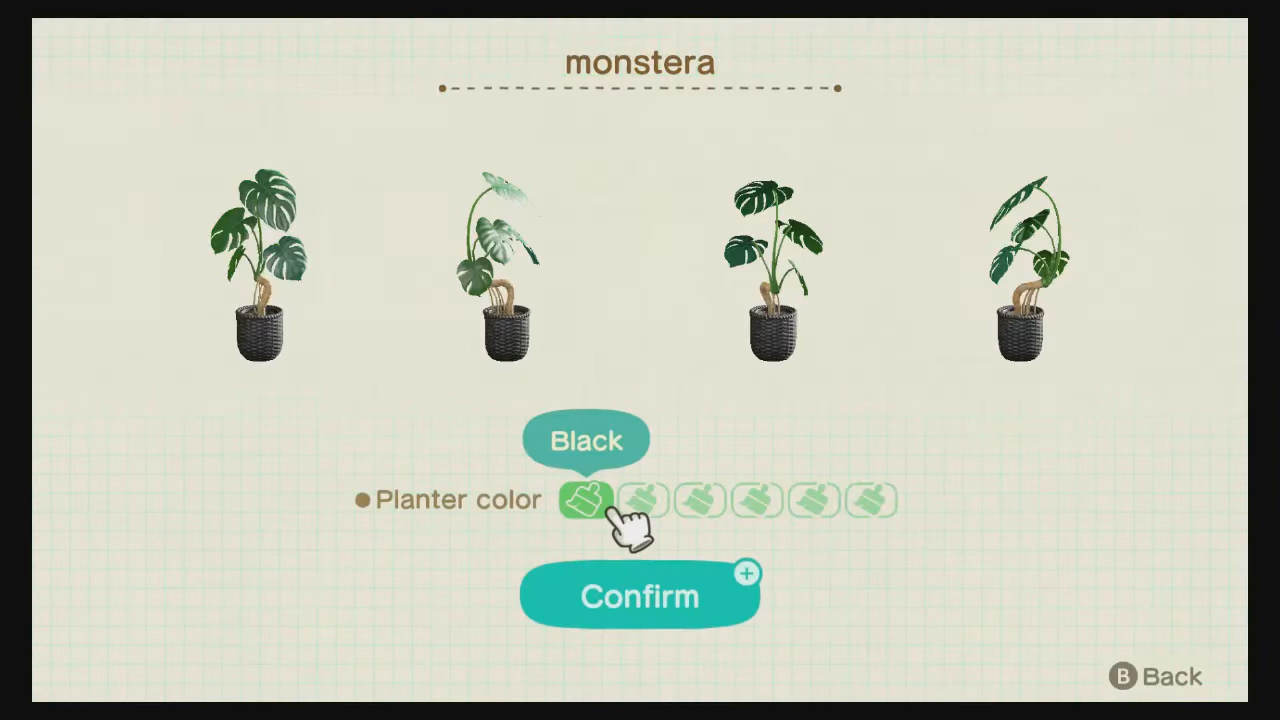 monstera
Black
Planter color
Confirm
B Back